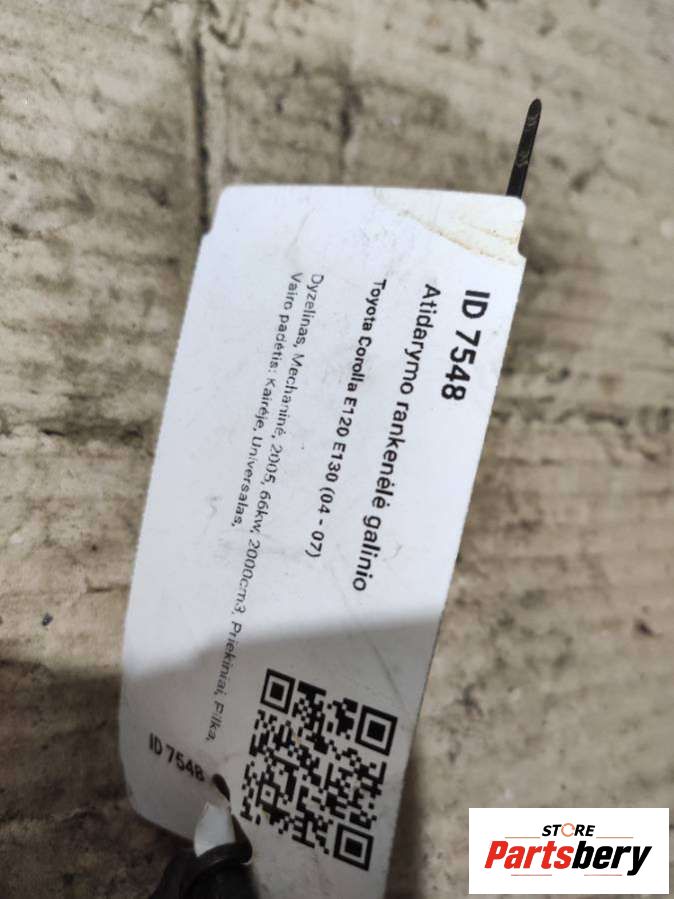 ID 7548
Atidarymo rankenėlė galinio
Toyota Corolla E120 E130 (04 - 07)
Dyzelinas, Mechaninė, 2005, 66kW, 2000cm3, Priekiniai, Pilka,
Vairo padėtis: Kairėje, Universalas,
ID 7548
STORE
Partsbery